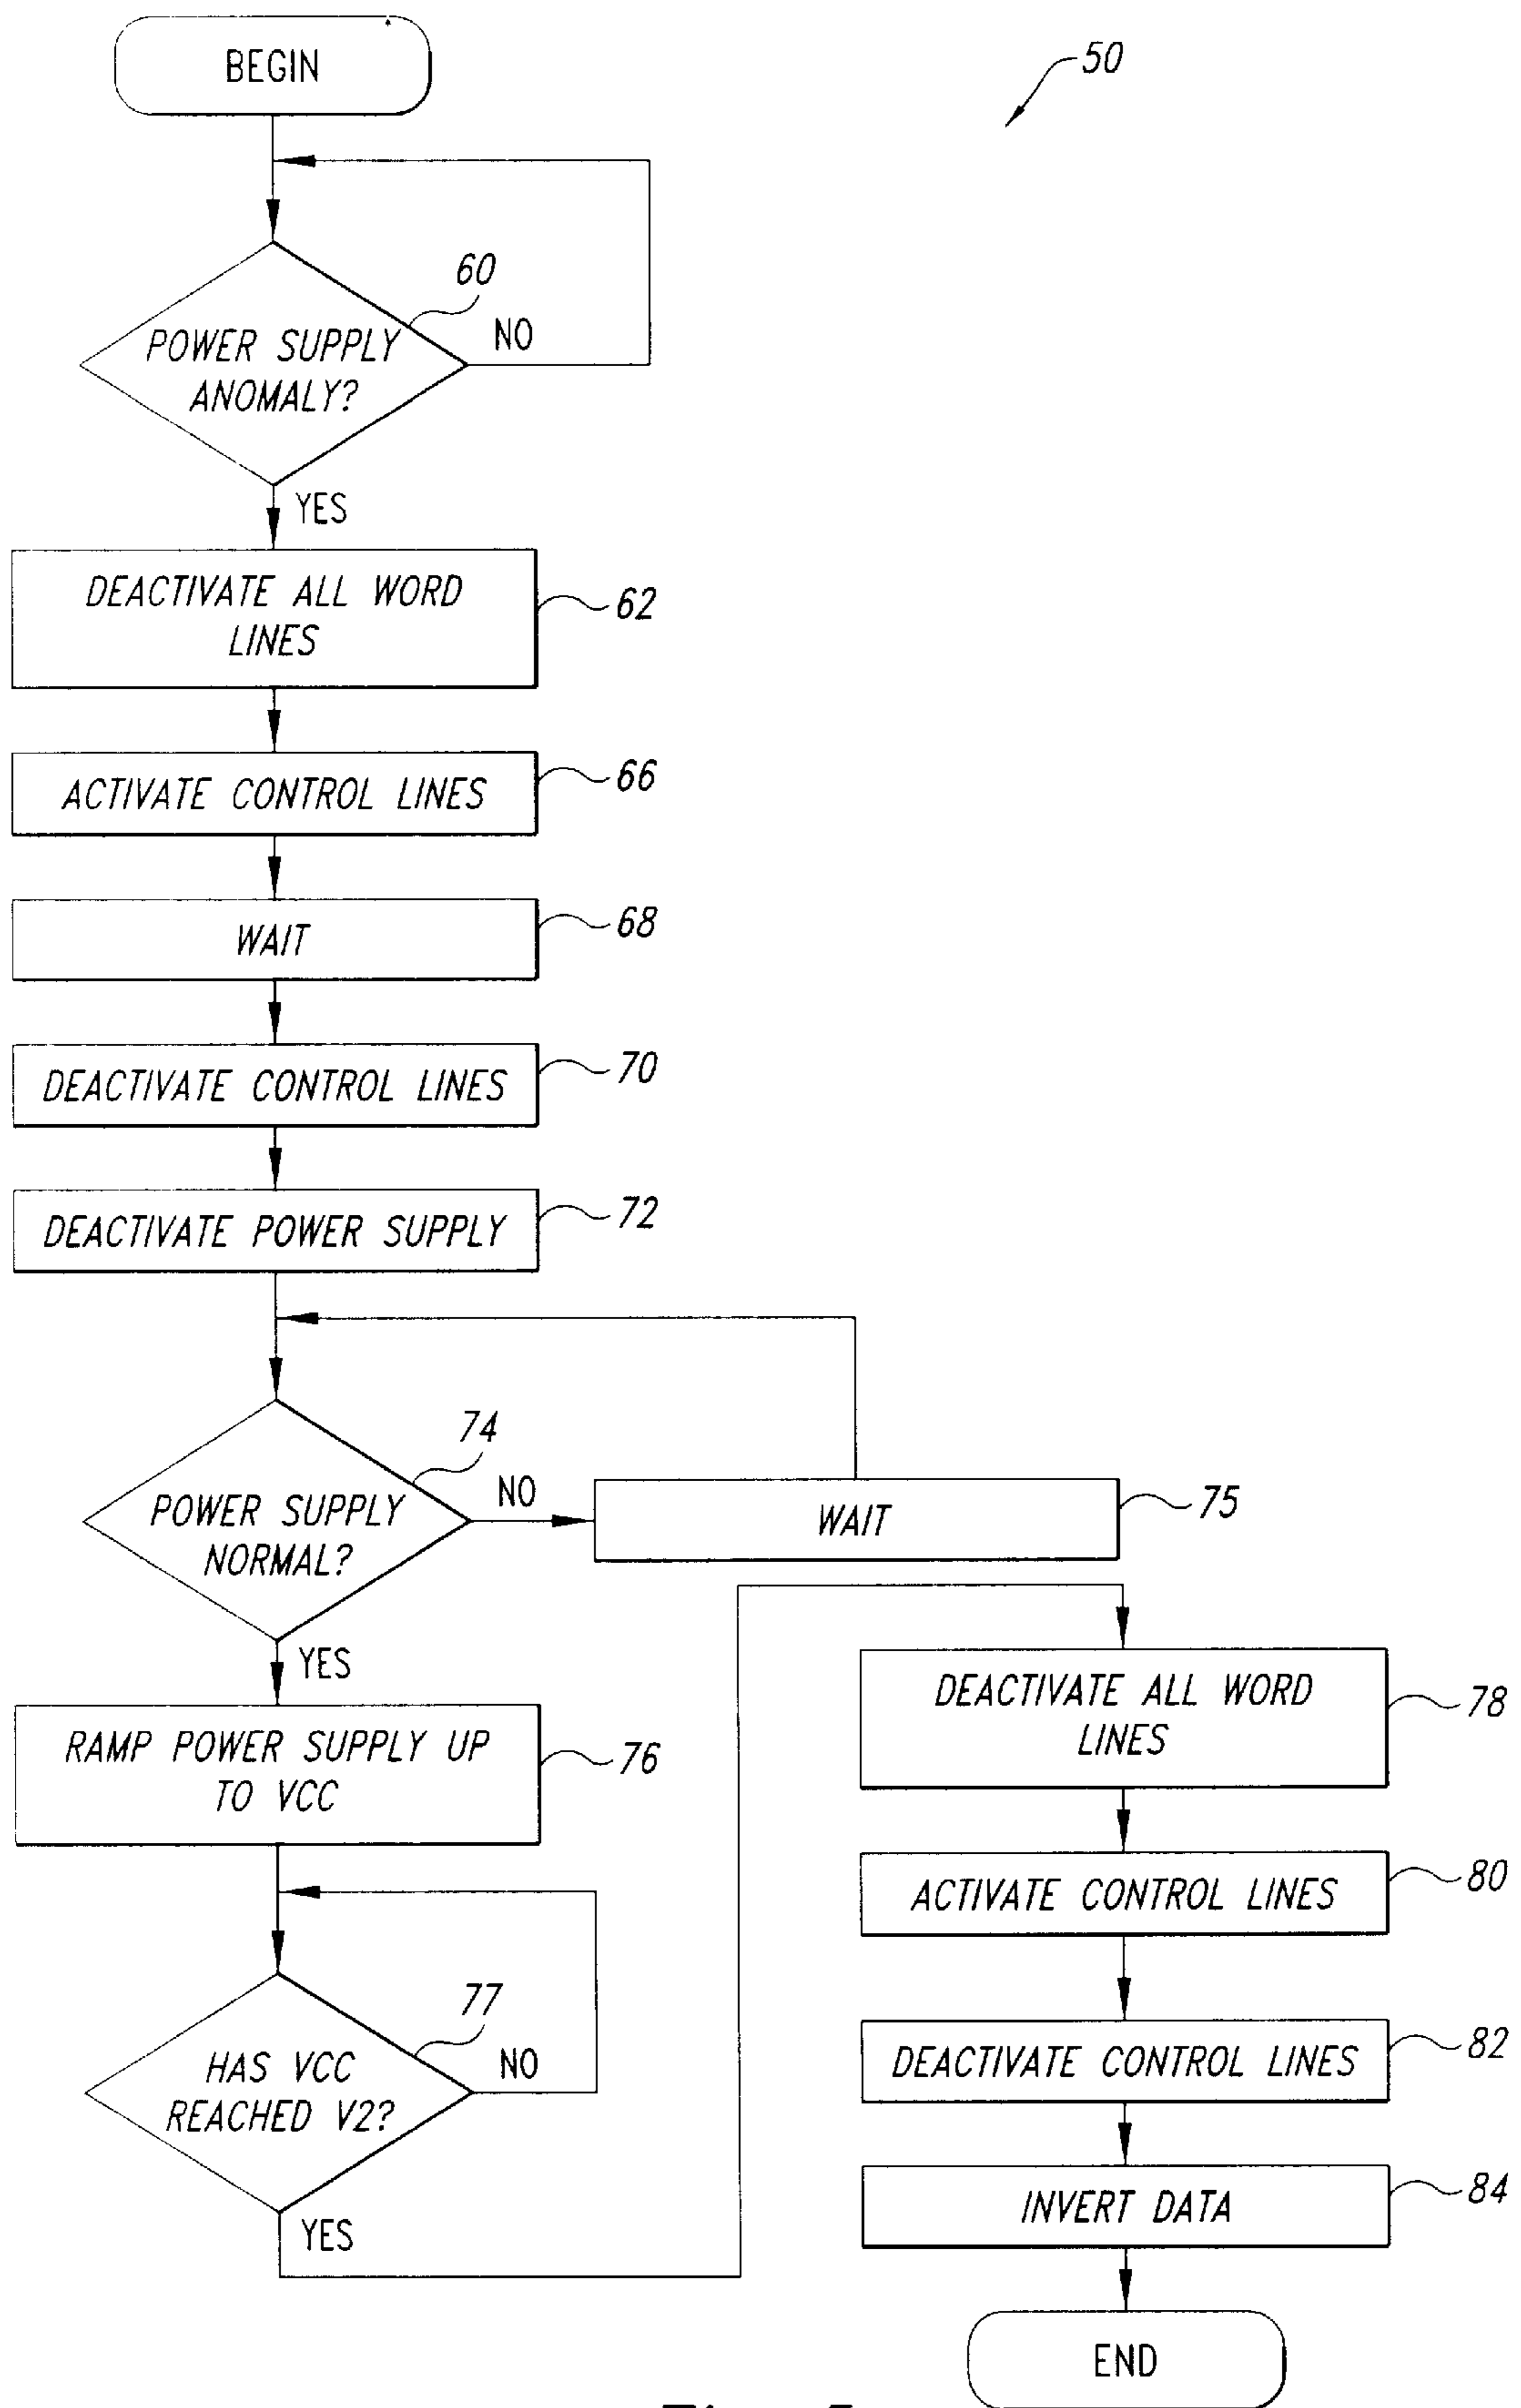 BEGIN
50
60
POWER SUPPLY
ANOMALY?
NO
YES
DEACTIVATE ALL WORD
LINES
62
ACTIVATE CONTROL LINES
66
WAIT
68
DEACTIVATE CONTROL LINES
70
DEACTIVATE POWER SUPPLY
72
74
POWER SUPPLY
NORMAL?
NO
WAIT
75
YES
RAMP POWER SUPPLY UP
TO VCC
76
77
HAS VCC
REACHED V2?
NO
YES
DEACTIVATE ALL WORD
LINES
78
ACTIVATE CONTROL LINES
80
DEACTIVATE CONTROL LINES
82
INVERT DATA
84
END